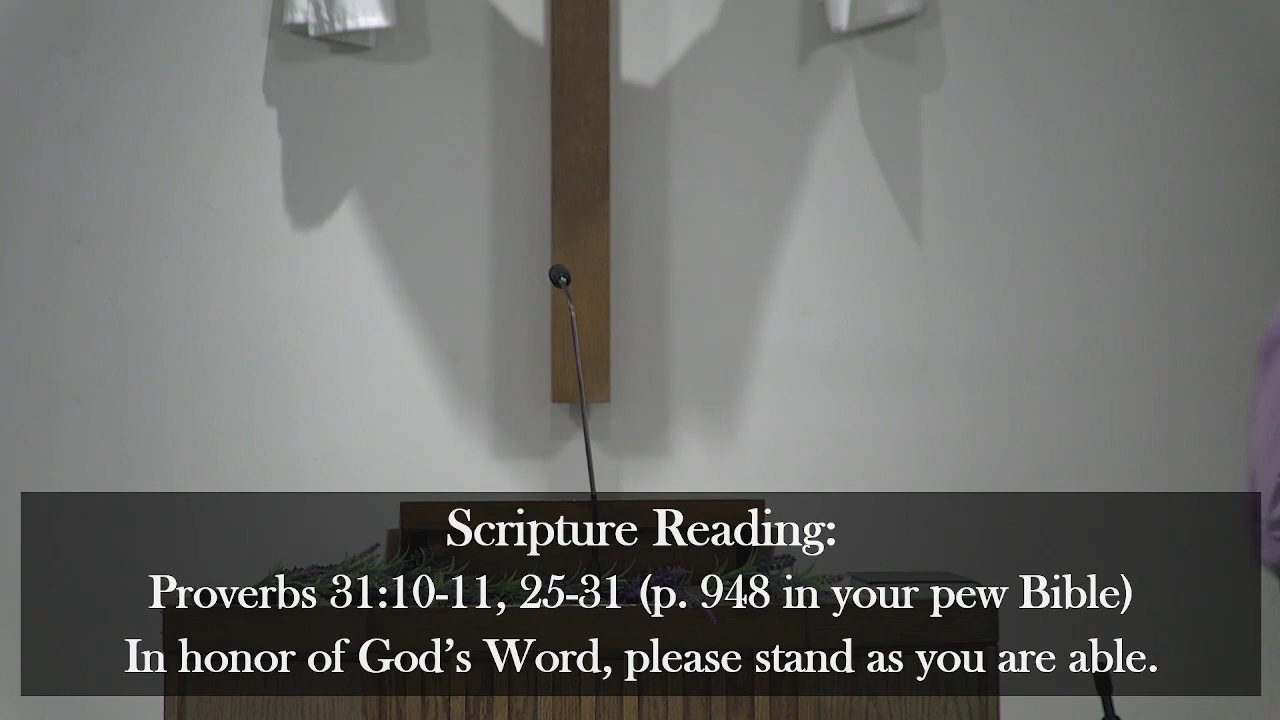 Scripture Reading:
Proverbs 31:10-11, 25-31 (p. 948 in your pew Bible)
In honor of God’s Word, please stand as you are able.